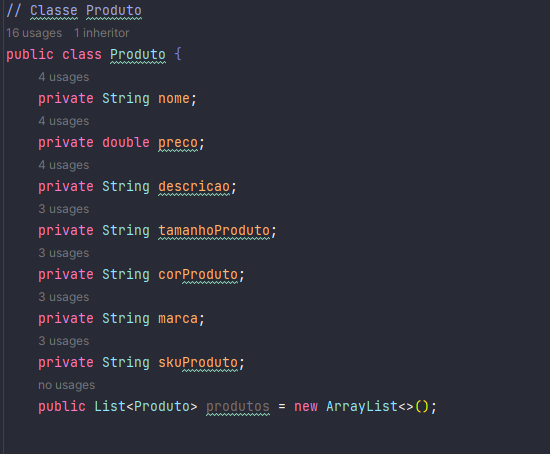 // Classe Produto
16 usages 1 inheritor
public class Produto {
4 usages
private String nome;
4 usages
private double preco;
4 usages
private String descricao;
3 usages
private String tamanhoProduto;
3 usages
private String corProduto;
3 usages
private String marca;
3 usages
private String skuProduto;
no usages
public List<Produto> produtos = new ArrayList<>();